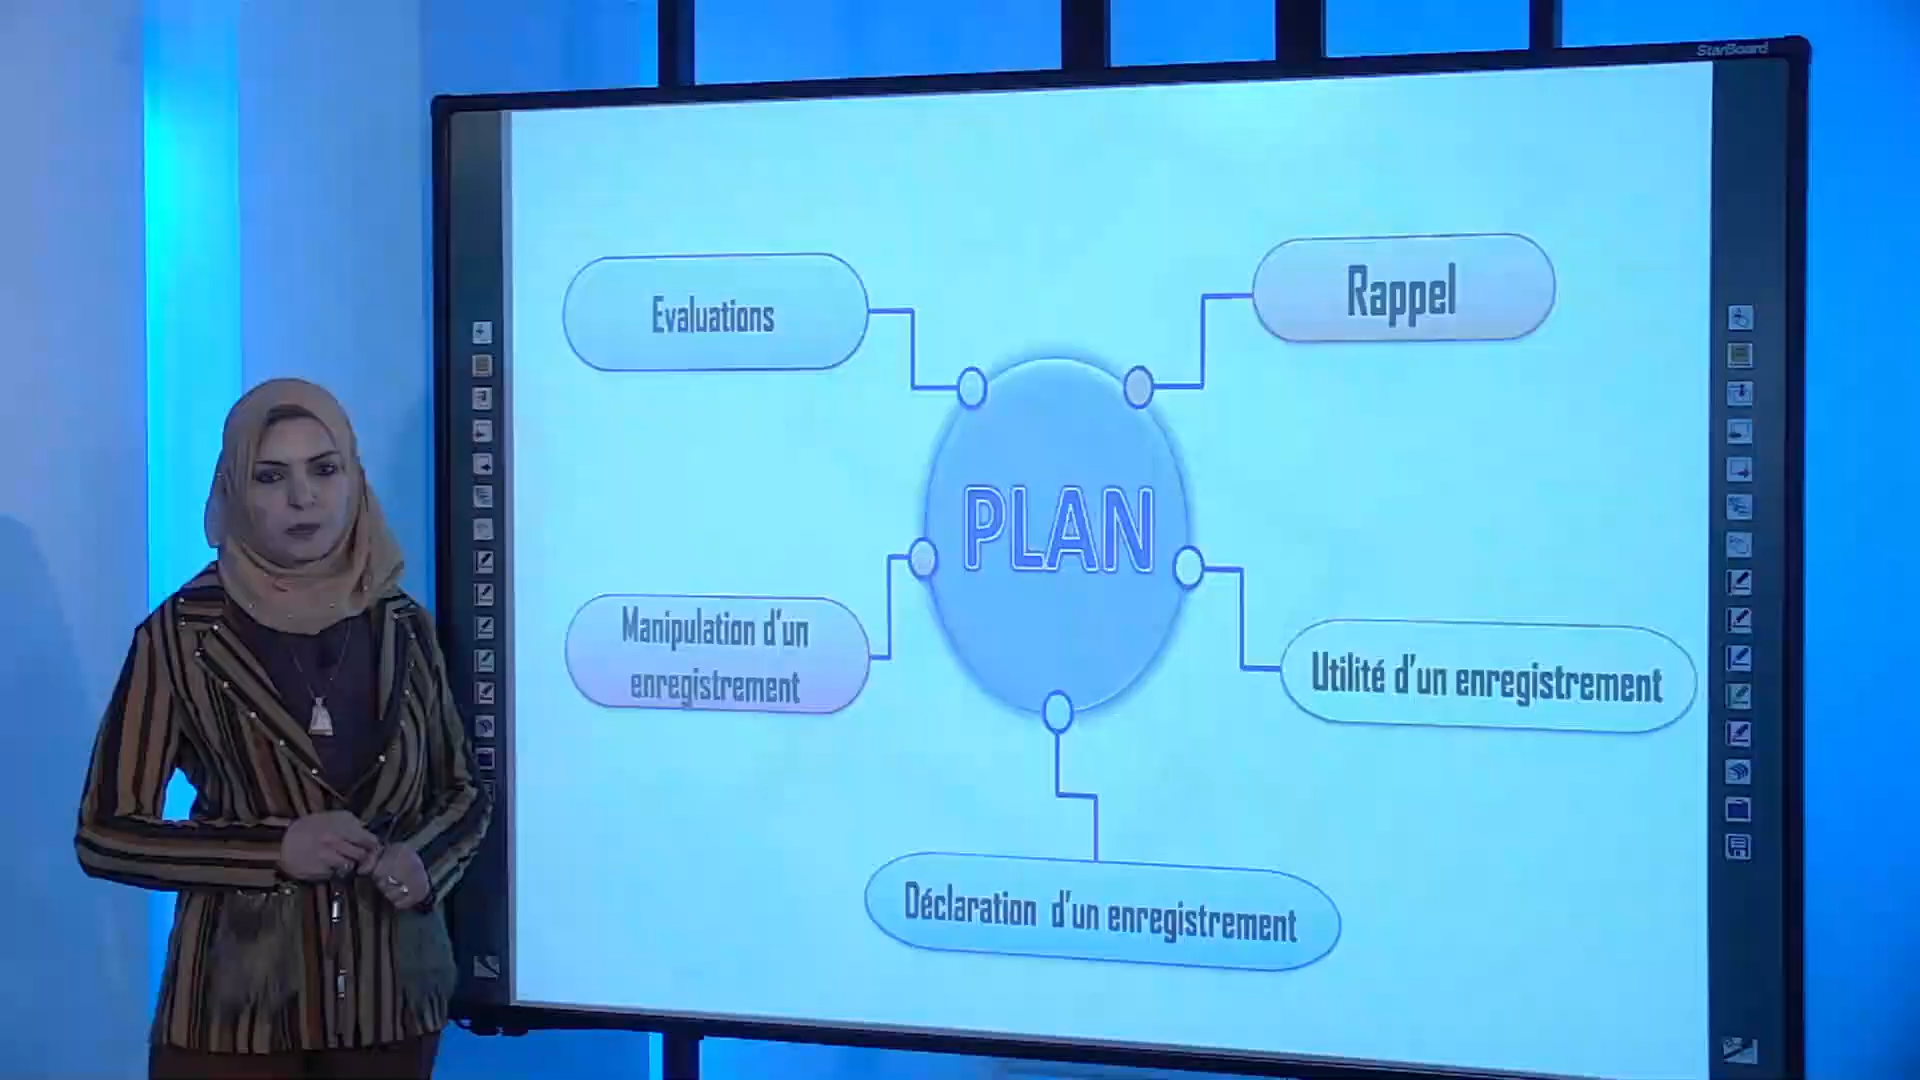 StarBoard
Evaluations
Rappel
PLAN
Manipulation d'un
enregistrement
Utilité d'un enregistrement
Déclaration d'un enregistrement